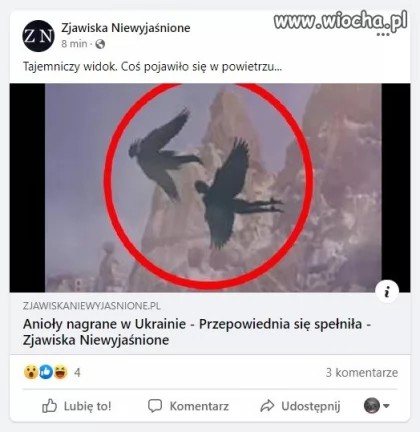 www.wiocha.pl
ZN
Zjawiska Niewyjaśnione
8 min ·
Tajemniczy widok. Coś pojawiło się w powietrzu...
ZJAWISKANIEWYJASNIONE.PL
Anioły nagrane w Ukrainie - Przepowiednia się spełniła -
Zjawiska Niewyjaśnione
4
3 komentarze
Lubię to!
Komentarz
Udostępnij